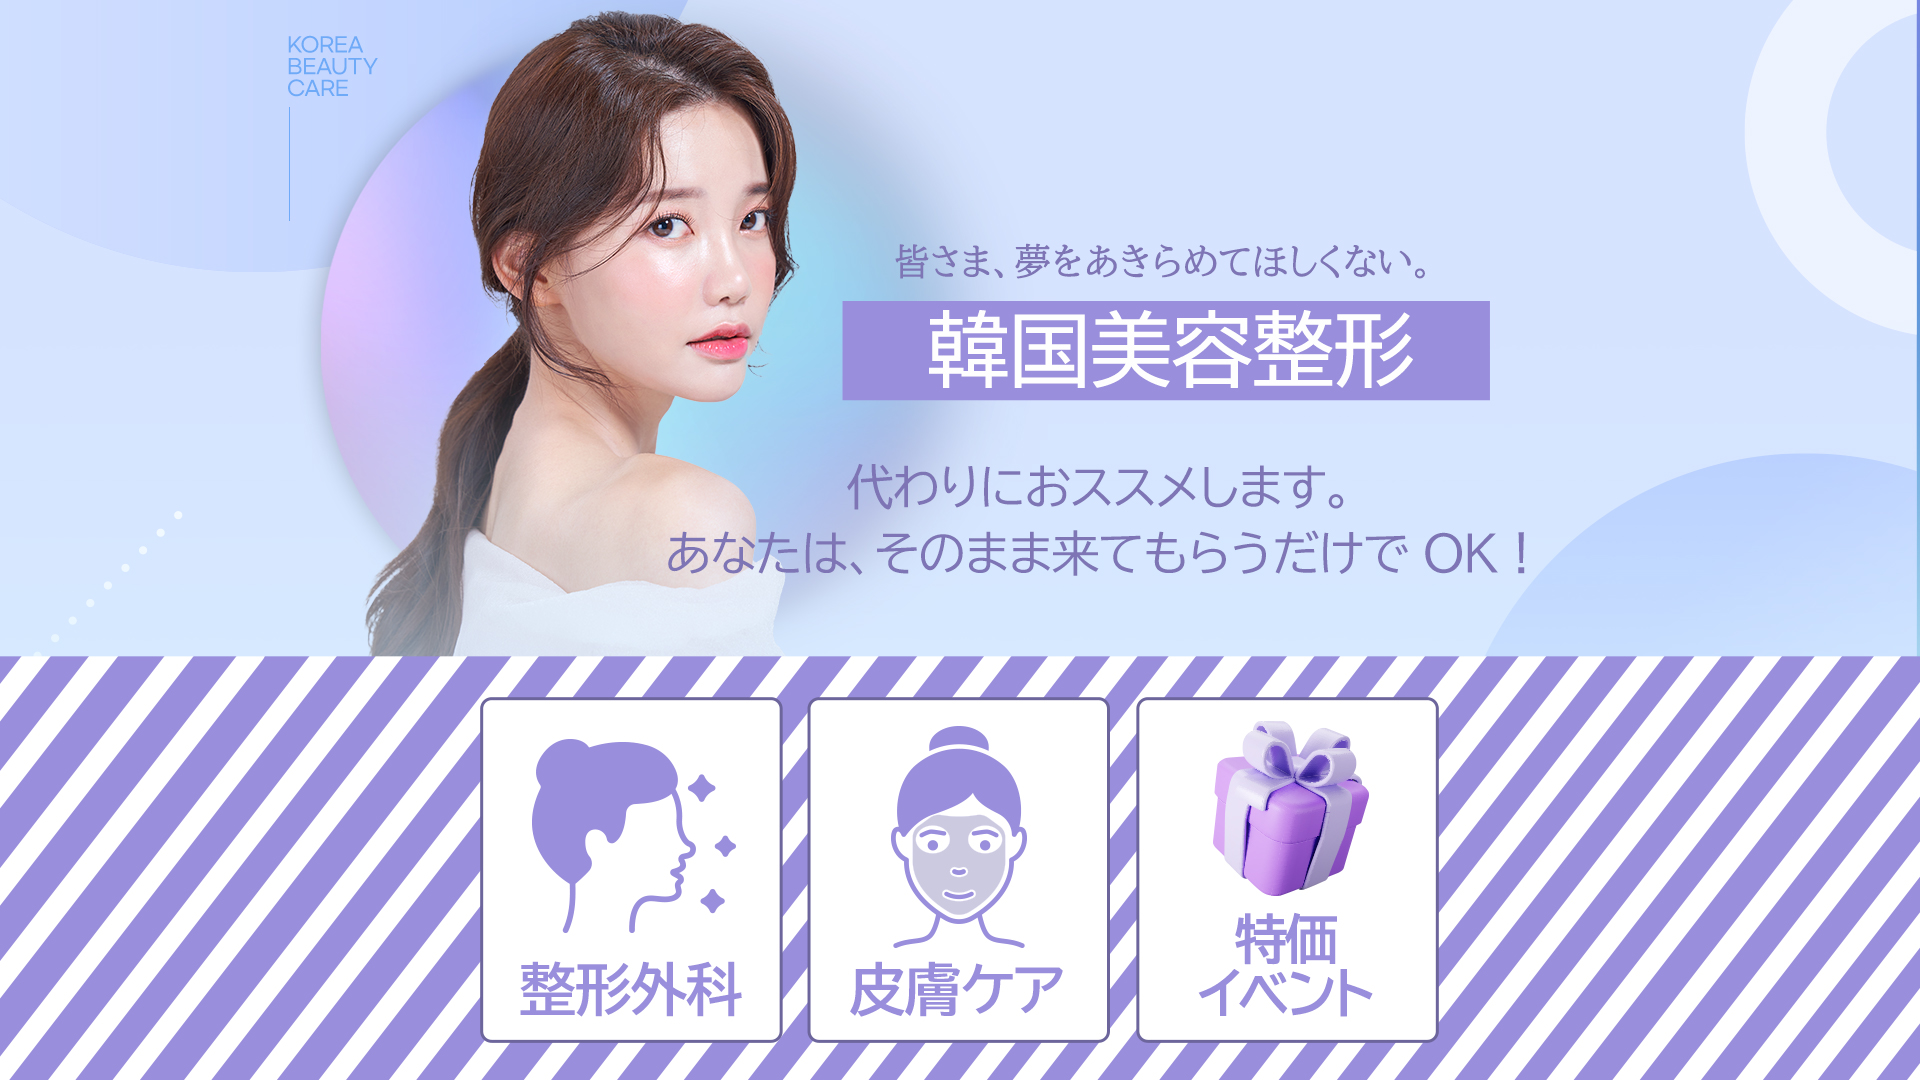 KOREA
BEAUTY
CARE
皆さま、夢をあきらめてほしくない。
韓国美容整形
代わりにおススメします。
あなたは、そのまま来てもらうだけで OK！
整形外科
皮膚ケア
特価
イベント